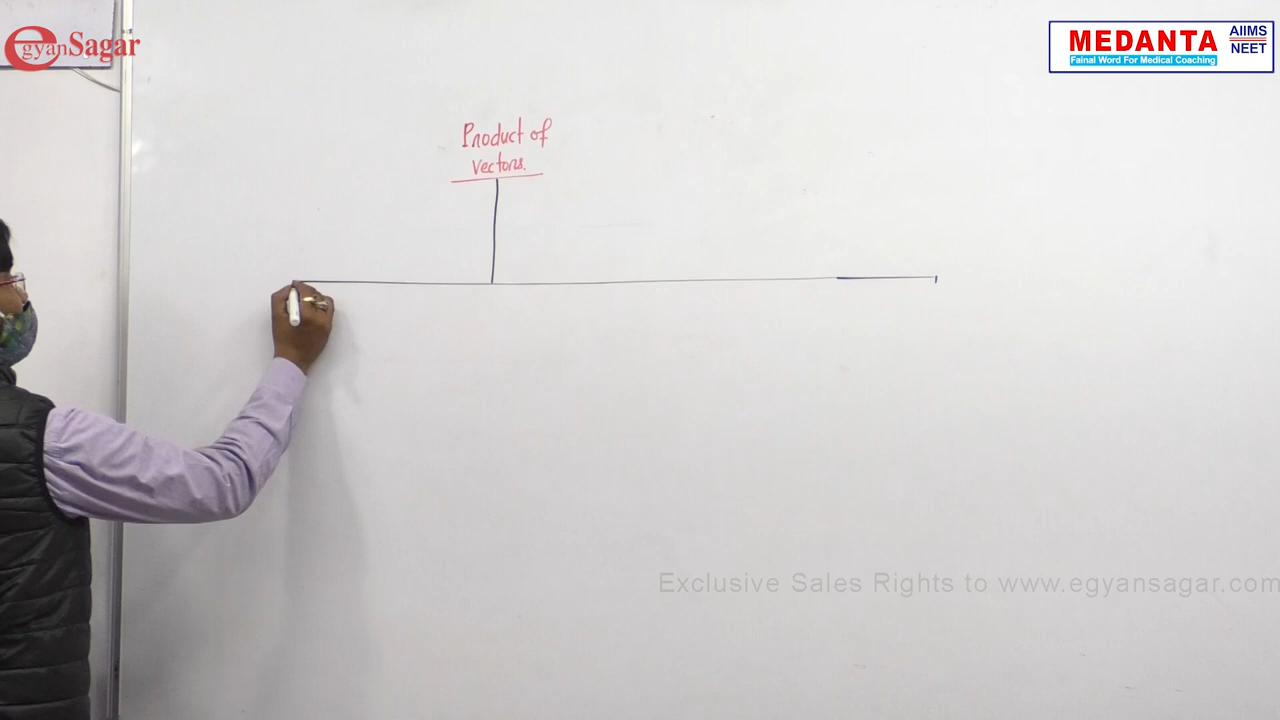 egyanSagar
MEDANTA
Fainal Word For Medical Coaching
AIIMS
NEET
Product of
vectors.
Exclusive Sales Rights to www.egyansagar.com